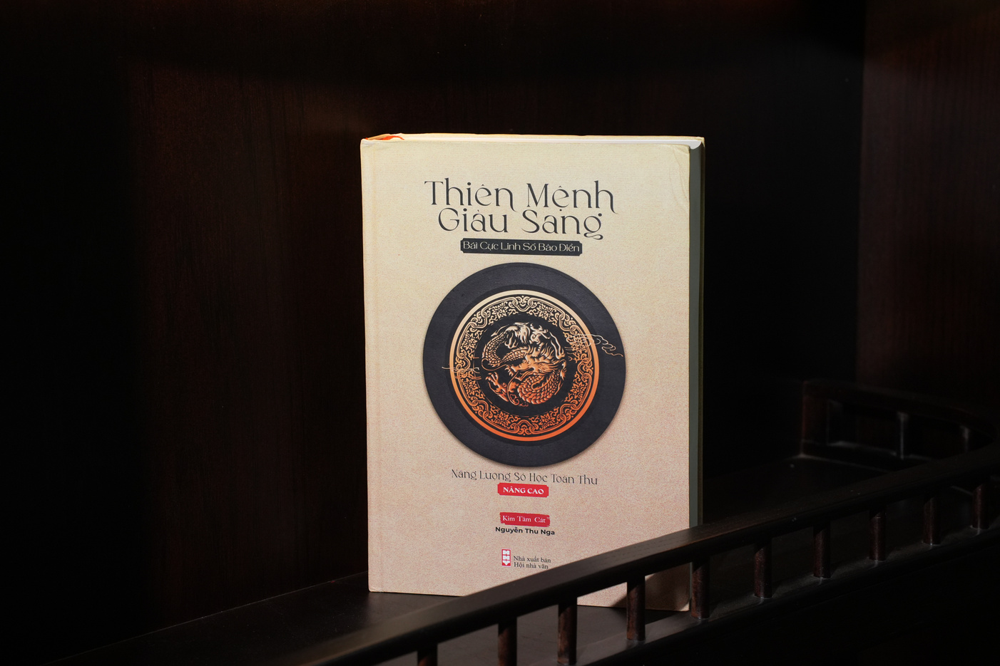 Thiên Mệnh
Giàu Sang
Bát Cực Linh Số Bảo Điển
Năng Lượng Số Học Toàn Thư
NÂNG CAO
Kim Tâm Cát
Nguyễn Thu Nga
Nhà xuất bản
Hội nhà văn